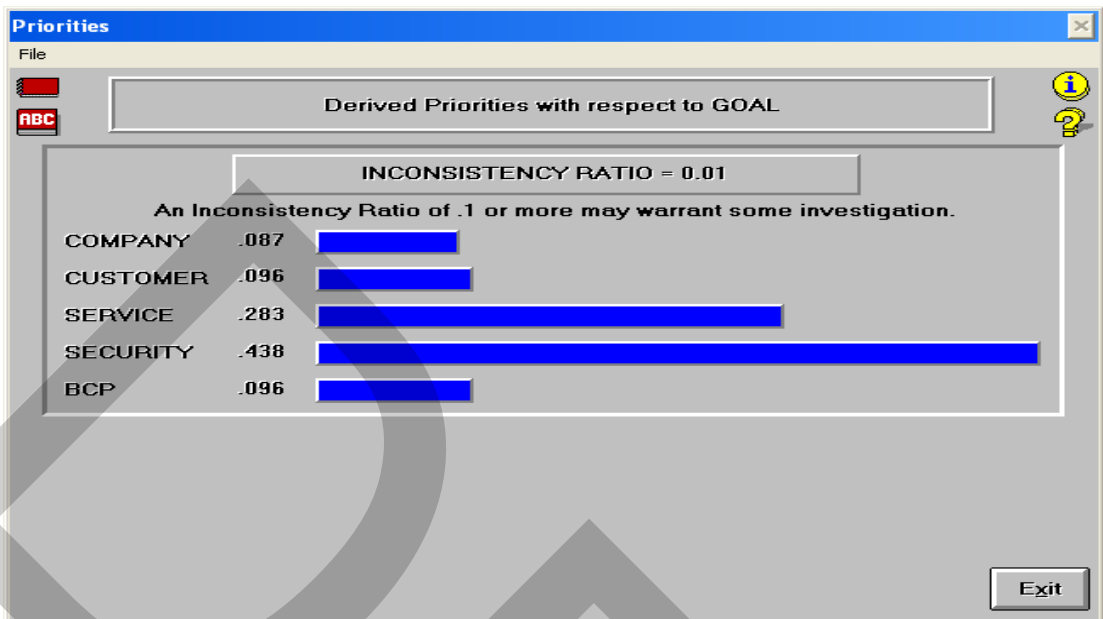 Priorities
File
ABC
Derived Priorities with respect to GOAL
i
?
INCONSISTENCY RATIO = 0.01
An Inconsistency Ratio of .1 or more may warrant some investigation.
COMPANY .087
CUSTOMER .096
SERVICE .283
SECURITY .438
BCP .096
Exit